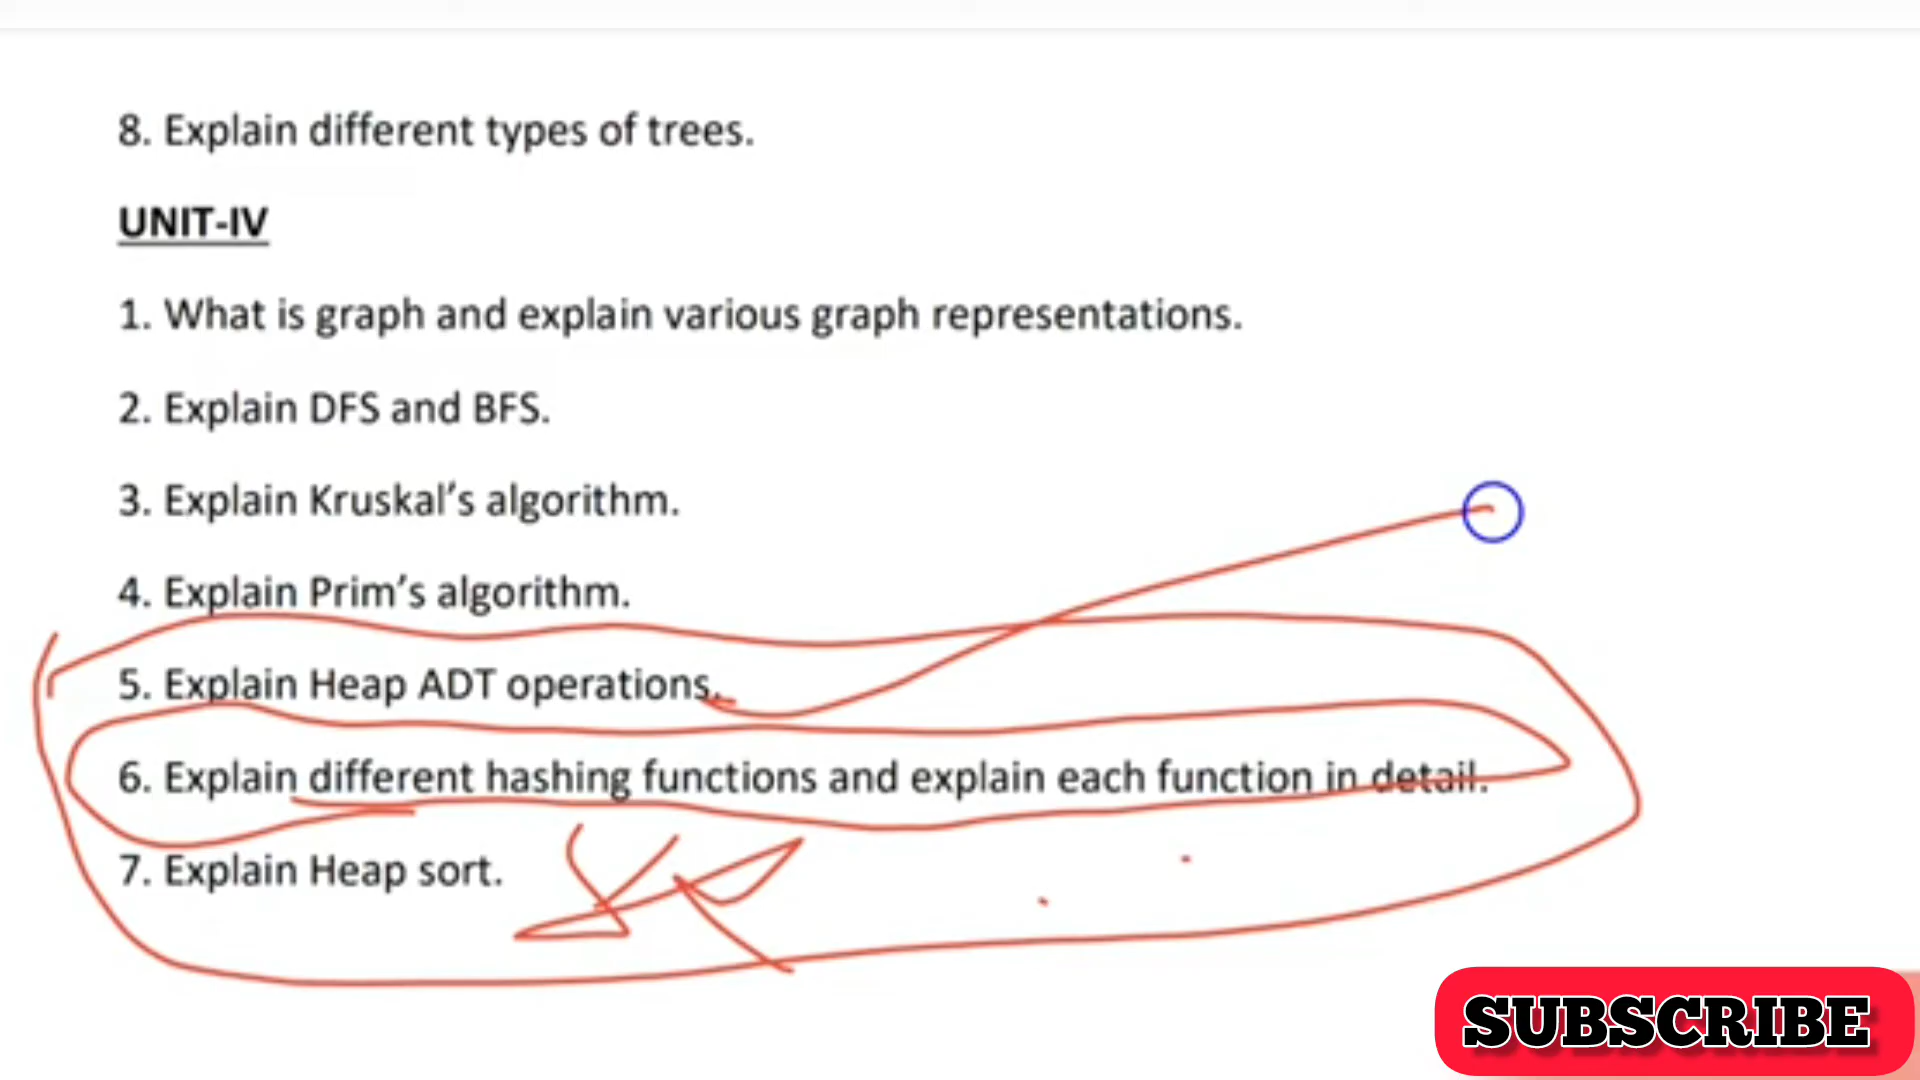 8. Explain different types of trees.
UNIT-IV
1. What is graph and explain various graph representations.
2. Explain DFS and BFS.
3. Explain Kruskal’s algorithm.
4. Explain Prim’s algorithm.
5. Explain Heap ADT operations.
6. Explain different hashing functions and explain each function in detail.
7. Explain Heap sort.
SUBSCRIBE